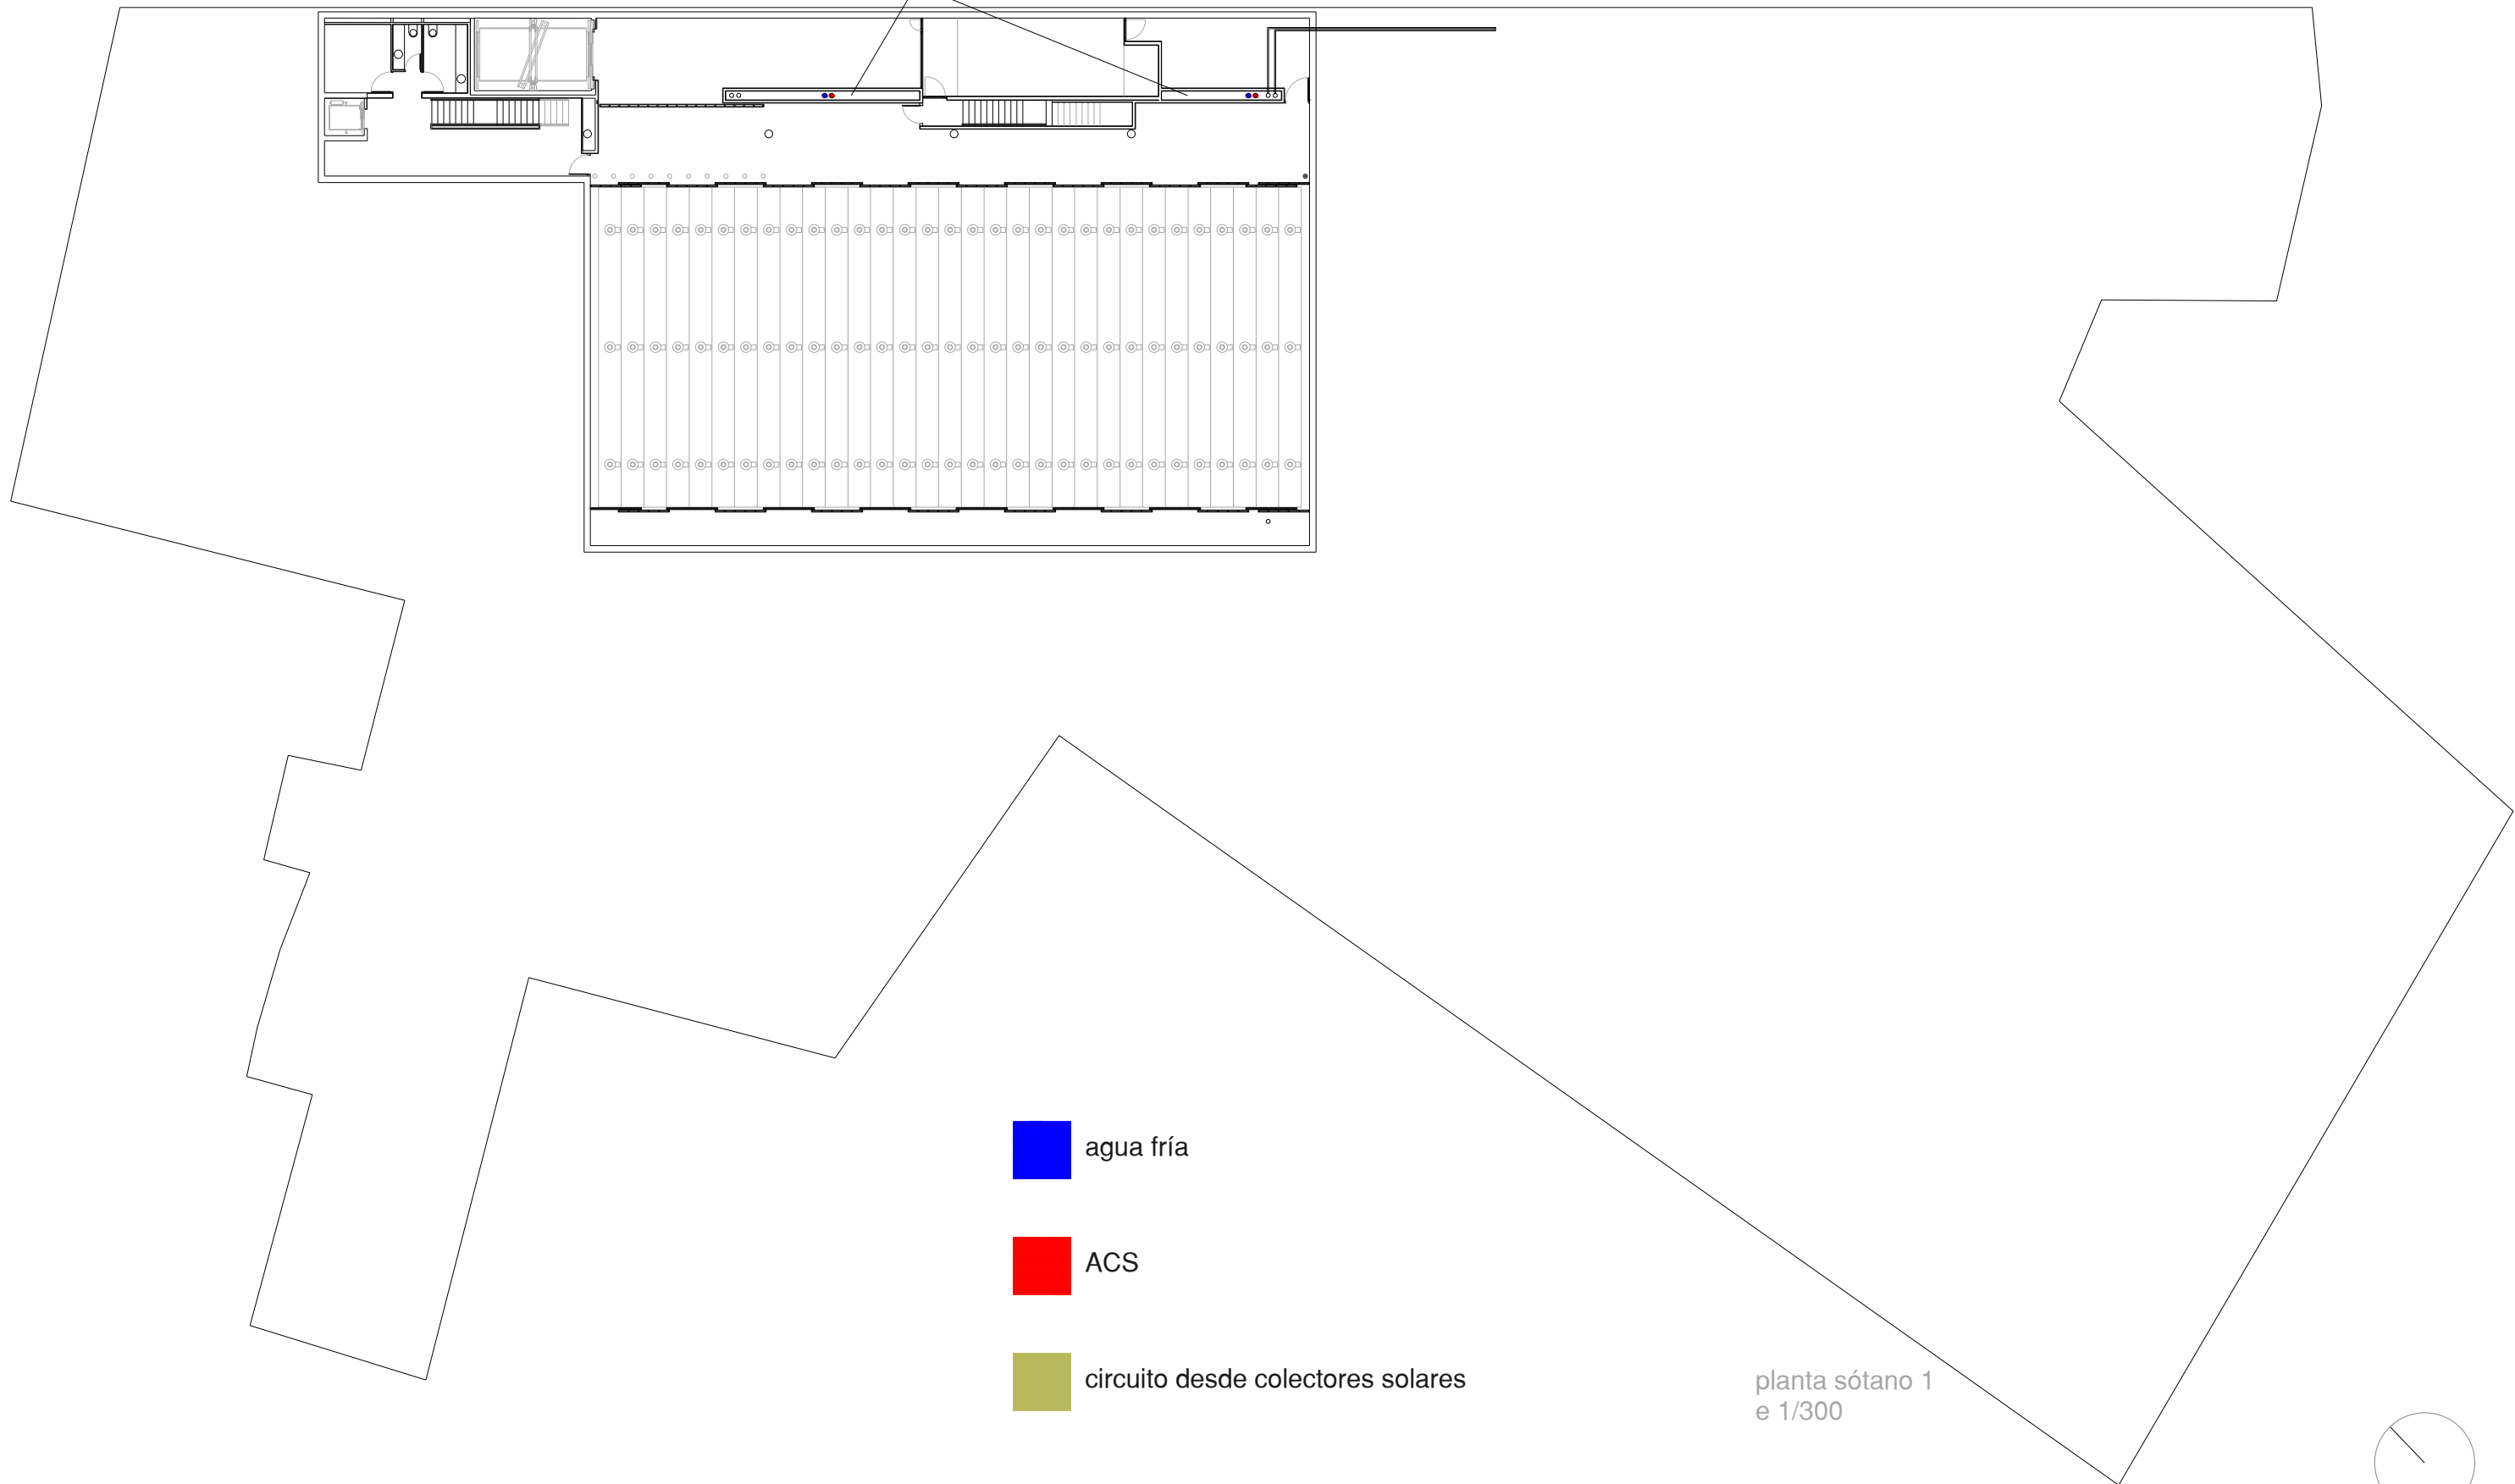 agua fría
ACS
circuito desde colectores solares
planta sótano 1
e 1/300